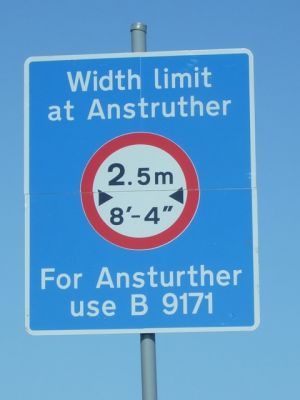 Width limit
at Anstruther
2.5m
8'-4"
For Ansturther
use B 9171